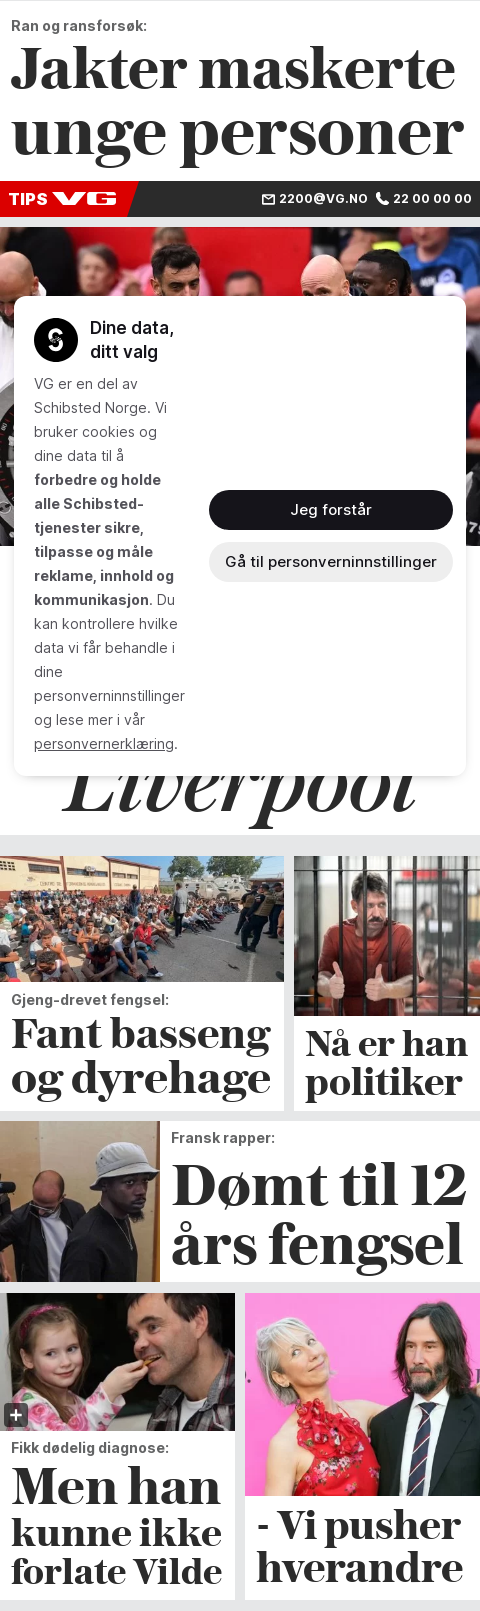 Ran og ransforsøk:
Jakter maskerte
unge personer
TIPS VG
2200@VG.NO 22 00 00 00
Dine data,
ditt valg
VG er en del av
Schibsted Norge. Vi
bruker cookies og
dine data til å
forbedre og holde
alle Schibsted-
tjenester sikre,
tilpasse og måle
reklame, innhold og
kommunikasjon. Du
kan kontrollere hvilke
data vi får behandle i
dine
personverninnstillinger
og lese mer i vår
personvernerklæring.
Jeg forstår
Gå til personverninnstillinger
Liverpool
Gjeng-drevet fengsel:
Fant basseng
og dyrehage
Nå er han
politiker
Fransk rapper:
Dømt til 12
års fengsel
Fikk dødelig diagnose:
Men han
kunne ikke
forlate Vilde
- Vi pusher
hverandre